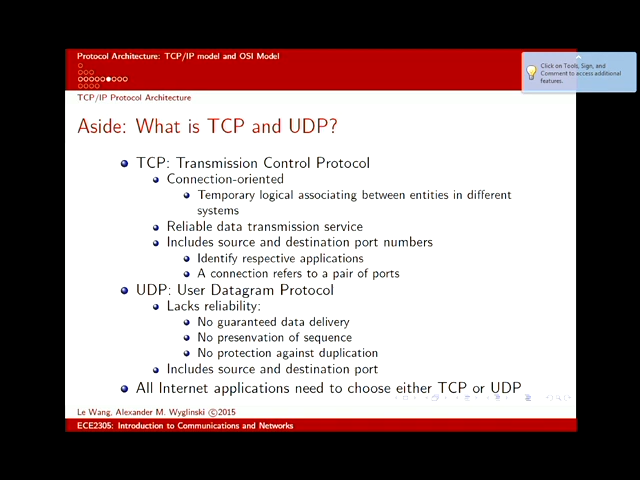 Protocol Architecture: TCP/IP model and OSI Model
Click on Tools, Sign, and
Comment to access additional
features.
TCP/IP Protocol Architecture
Aside: What is TCP and UDP?
TCP: Transmission Control Protocol
Connection-oriented
Temporary logical associating between entities in different
systems
Reliable data transmission service
Includes source and destination port numbers
Identify respective applications
A connection refers to a pair of ports
UDP: User Datagram Protocol
Lacks reliability:
No guaranteed data delivery
No presenvation of sequence
No protection against duplication
Includes source and destination port
All Internet applications need to choose either TCP or UDP
Le Wang, Alexander M. Wyglinski ©2015
ECE2305: Introduction to Communications and Networks